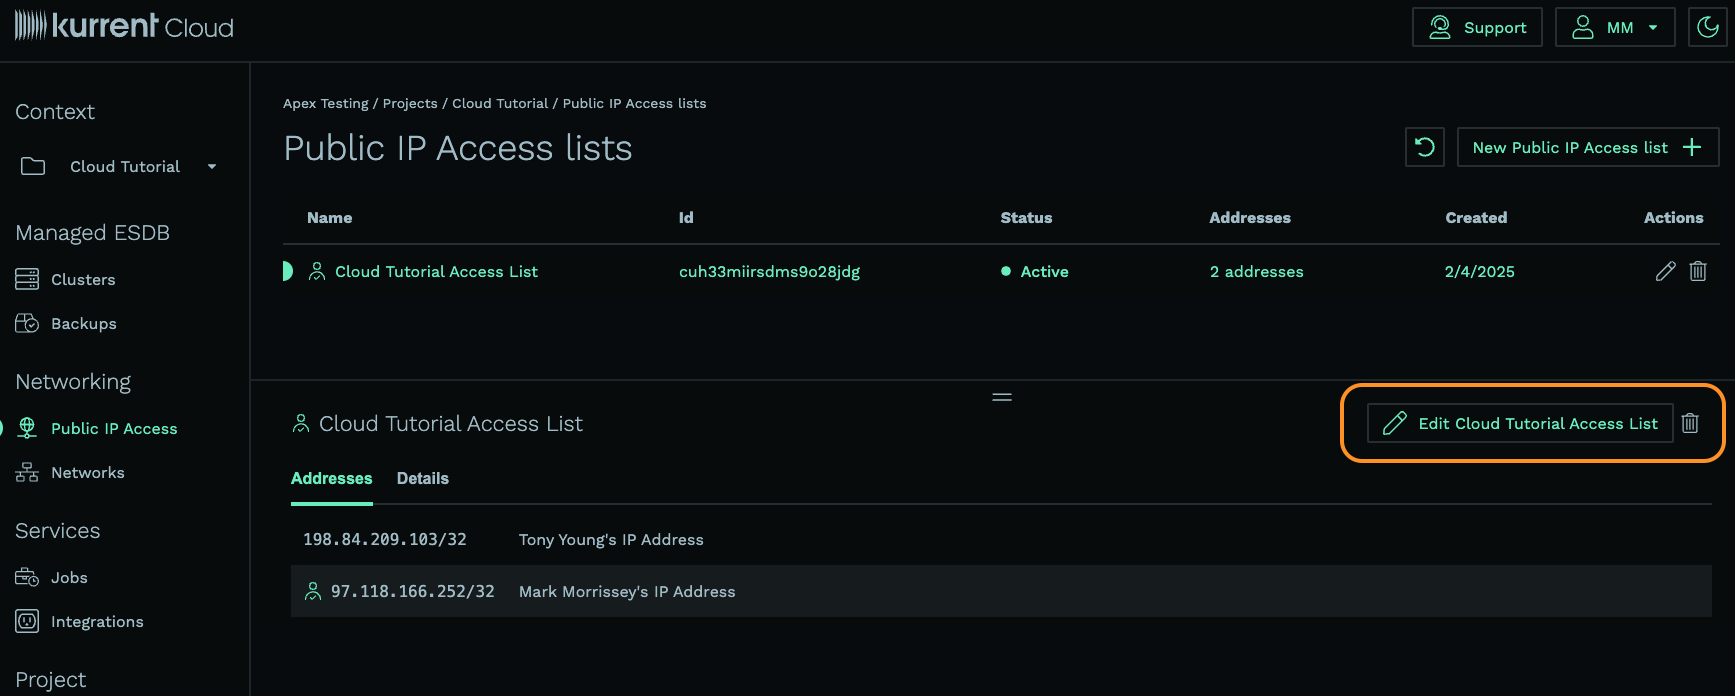 kurrent Cloud
Support
MM
Context
Cloud Tutorial
Managed ESDB
Clusters
Backups
Networking
Public IP Access
Networks
Services
Jobs
Integrations
Project
Apex Testing / Projects / Cloud Tutorial / Public IP Access lists
Public IP Access lists
New Public IP Access list
Name Id Status Addresses Created Actions
Cloud Tutorial Access List cuh33miirsdms9o28jdg Active 2 addresses 2/4/2025
Cloud Tutorial Access List
Edit Cloud Tutorial Access List
Addresses Details
198.84.209.103/32 Tony Young's IP Address
97.118.166.252/32 Mark Morrissey's IP Address